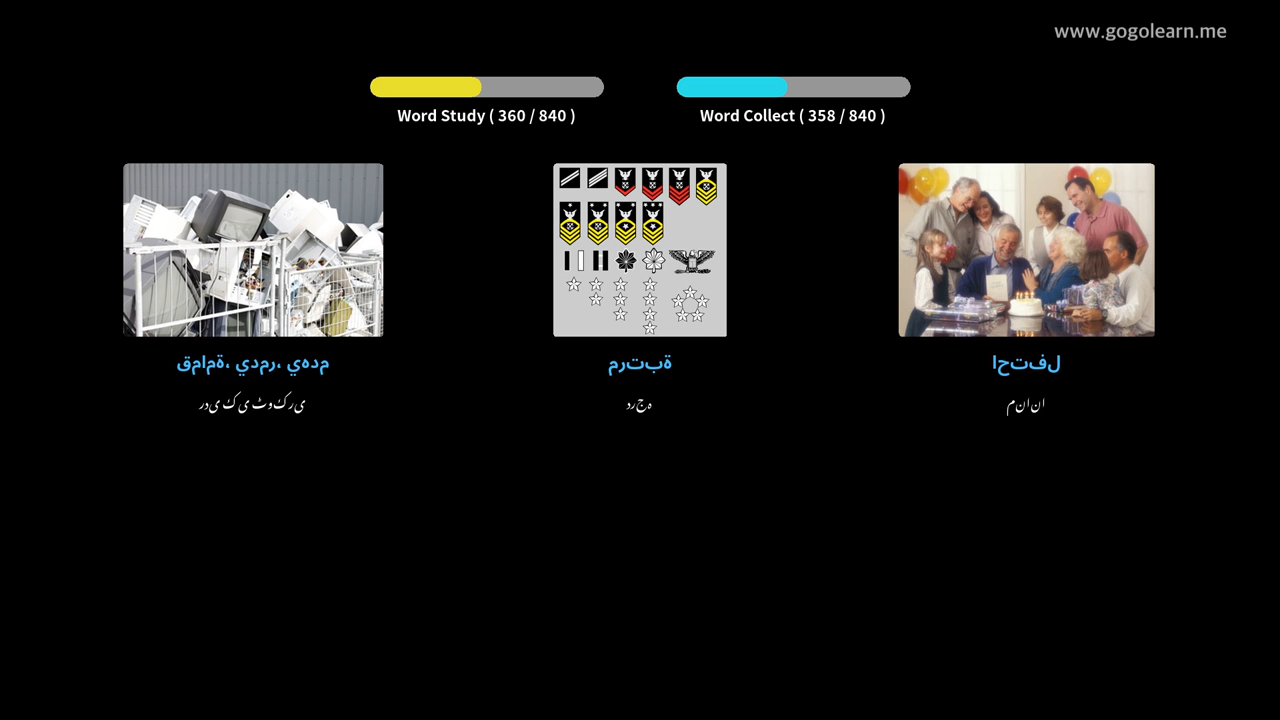 www.gogolearn.me
Word Study ( 360 / 840 )
Word Collect ( 358 / 840 )
قمامة، يدمر، يهدم
مرتبة
احتفل
ردی کی ٹوکری
درجہ
منانا